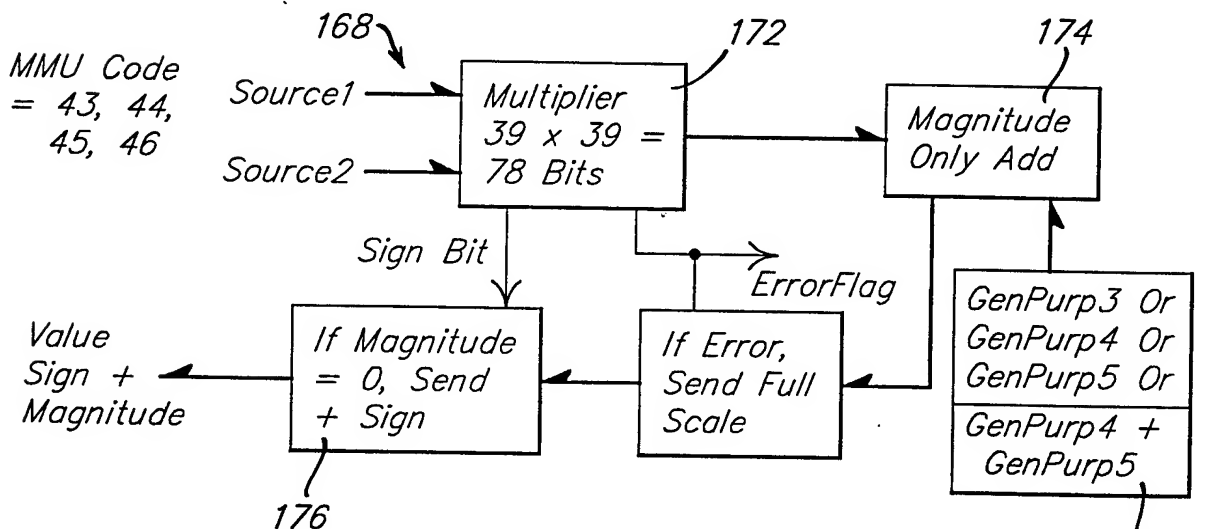 168
172
174
MMU Code
= 43, 44,
45, 46
Source1
Source2
Multiplier
39 x 39 =
78 Bits
Magnitude
Only Add
Sign Bit
ErrorFlag
GenPurp3 Or
GenPurp4 Or
GenPurp5 Or
GenPurp4 +
GenPurp5
If Error,
Send Full
Scale
If Magnitude
= 0, Send
+ Sign
Value
Sign +
Magnitude
176